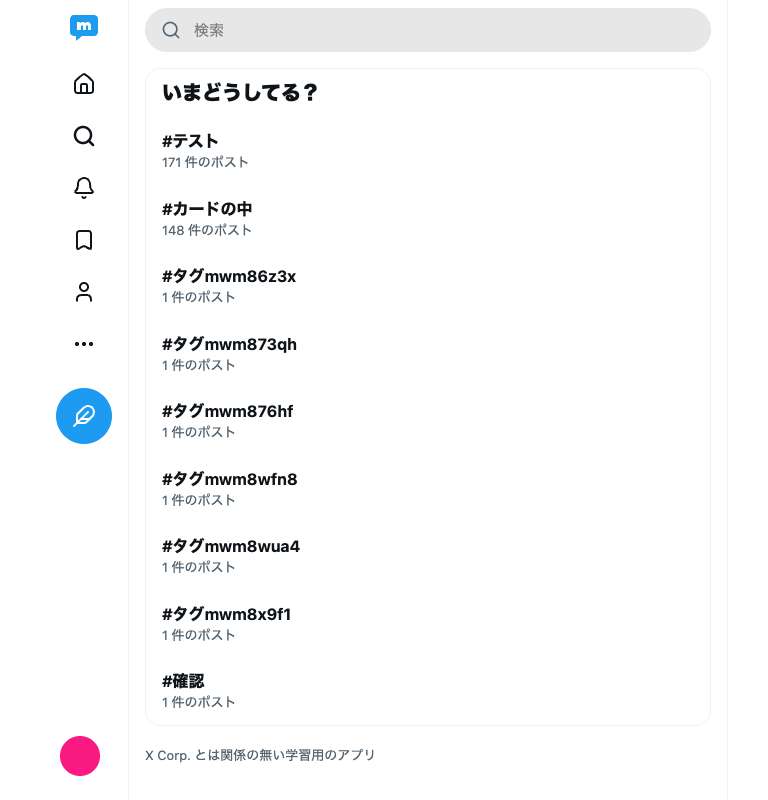 m
検索
いまどうしてる？
#テスト
171 件のポスト
#カードの中
148 件のポスト
#タグmwm86z3x
1 件のポスト
#タグmwm873qh
1 件のポスト
#タグmwm876hf
1 件のポスト
#タグmwm8wfn8
1 件のポスト
#タグmwm8wua4
1 件のポスト
#タグmwm8x9f1
1 件のポスト
#確認
1 件のポスト
X Corp. とは関係の無い学習用のアプリ